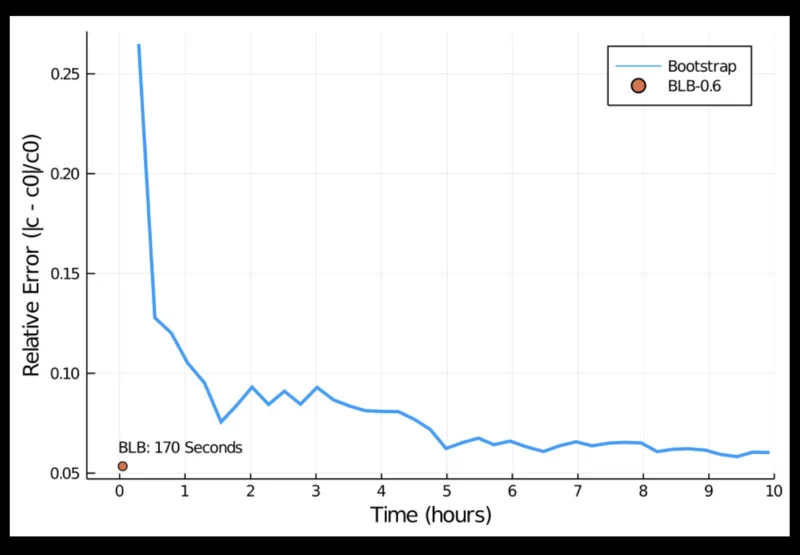 Bootstrap
BLB-0.6
0.25
0.20
0.15
0.10
0.05
Relative Error (|c - c0|/c0)
BLB: 170 Seconds
0 1 2 3 4 5 6 7 8 9 10
Time (hours)